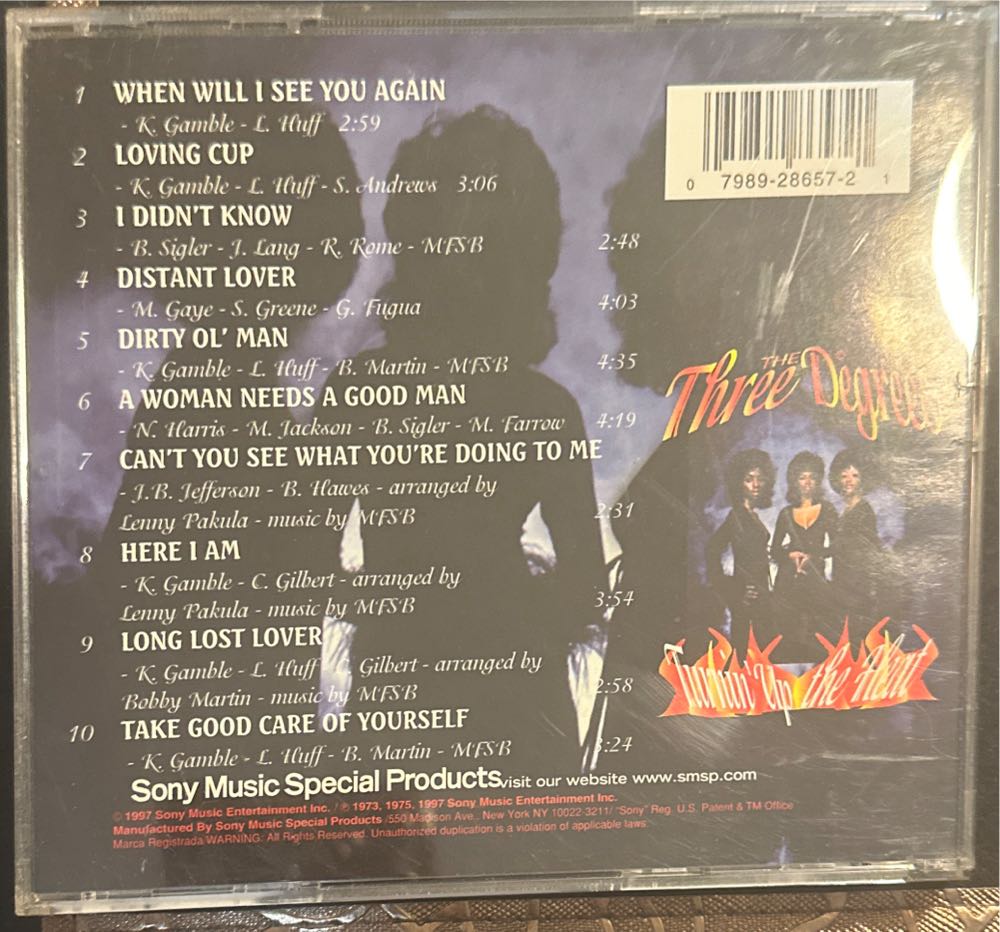 1 WHEN WILL I SEE YOU AGAIN
- K. Gamble - L. Huff 2:59
2 LOVING CUP
- K. Gamble - L. Huff - S. Andrews 3:06
3 I DIDN'T KNOW
- B. Sigler - J. Lang - R. Rome - MFSB 2:48
4 DISTANT LOVER
- M. Gaye - S. Greene - G. Fugua 4:03
5 DIRTY OL' MAN
- K. Gamble - L. Huff - B. Martin - MFSB 4:35
6 A WOMAN NEEDS A GOOD MAN
- N. Harris - M. Jackson - B. Sigler - M. Farrow 4:19
7 CAN'T YOU SEE WHAT YOU'RE DOING TO ME
- J.B. Jefferson - B. Hawes - arranged by
Lenny Pakula - music by MFSB 2:31
8 HERE I AM
- K. Gamble - C. Gilbert - arranged by
Lenny Pakula - music by MFSB 3:54
9 LONG LOST LOVER
- K. Gamble - L. Huff - C. Gilbert - arranged by
Bobby Martin - music by MFSB 2:58
10 TAKE GOOD CARE OF YOURSELF
- K. Gamble - L. Huff - B. Martin - MFSB :24
Sony Music Special Products visit our website www.smsp.com
© 1997 Sony Music Entertainment Inc. / ℗ 1973, 1975, 1997 Sony Music Entertainment Inc.
Manufactured By Sony Music Special Products /550 Madison Ave., New York NY 10022-3211/ "Sony" Reg. U.S. Patent & TM Office
Marca Registrada/WARNING: All Rights Reserved. Unauthorized duplication is a violation of applicable laws.
0 7989-28657-2 1
THE
Three Degrees
Turnin' Up the Heat